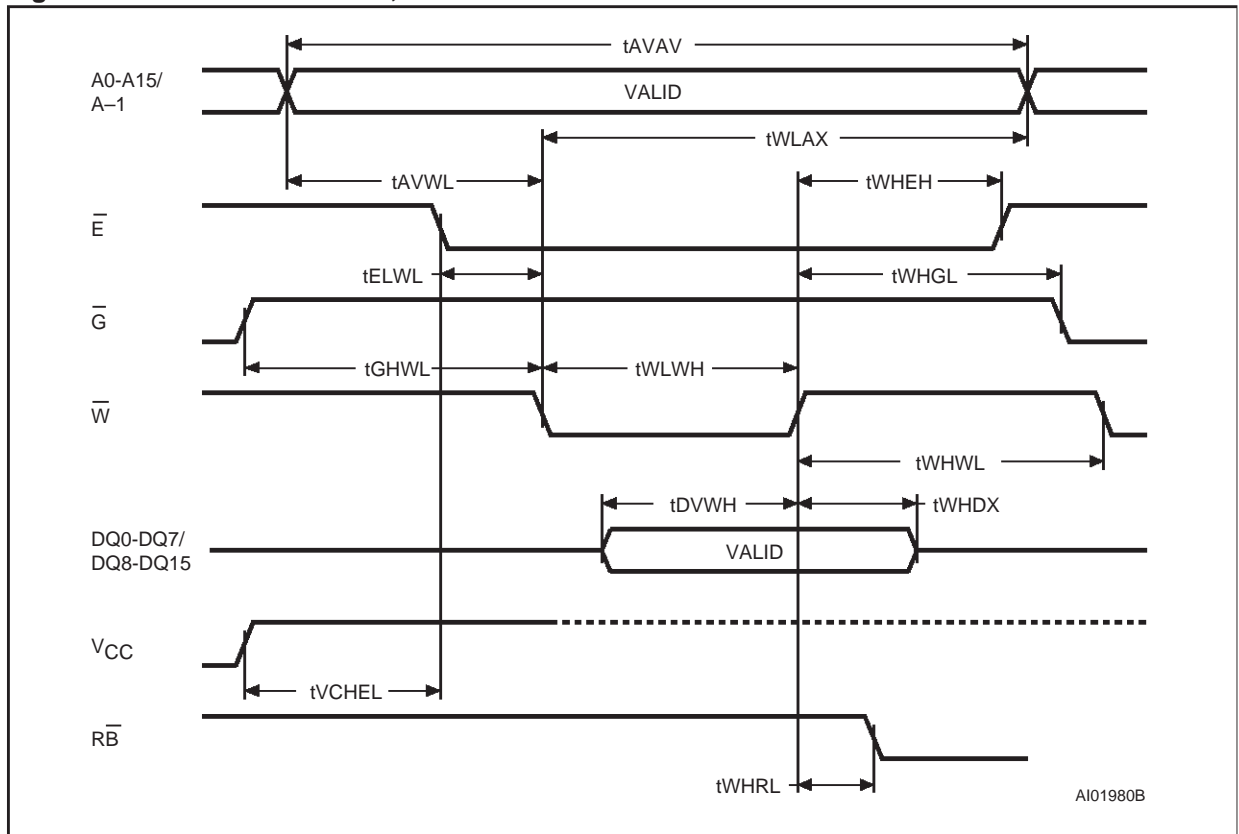 tAVAV
A0-A15/
A–1
VALID
tWLAX
tAVWL
tWHEH
E̅
tELWL
tWHGL
G̅
tGHWL
tWLWH
W̅
tWHWL
tDVWH
tWHDX
DQ0-DQ7/
DQ8-DQ15
VALID
VCC
tVCHEL
RB̅
tWHRL
AI01980B